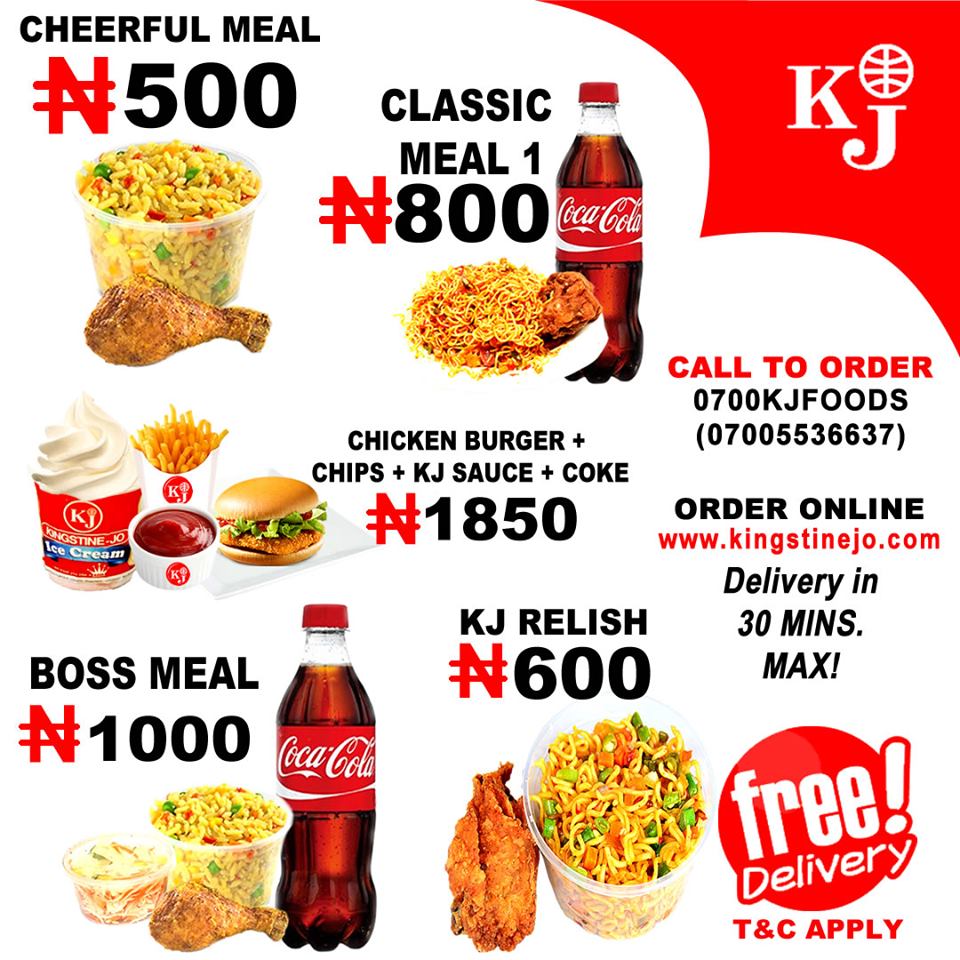 CHEERFUL MEAL
₦500
CLASSIC
MEAL 1
₦800
Coca-Cola
KJ
CALL TO ORDER
0700KJFOODS
(07005536637)
ORDER ONLINE
www.kingstinejo.com
Delivery in
30 MINS.
MAX!
CHICKEN BURGER +
CHIPS + KJ SAUCE + COKE
₦1850
KJ
KINGSTINE-JO
Ice Cream
KJ
KJ
BOSS MEAL
₦1000
Coca-Cola
KJ RELISH
₦600
free!
Delivery
T&C APPLY